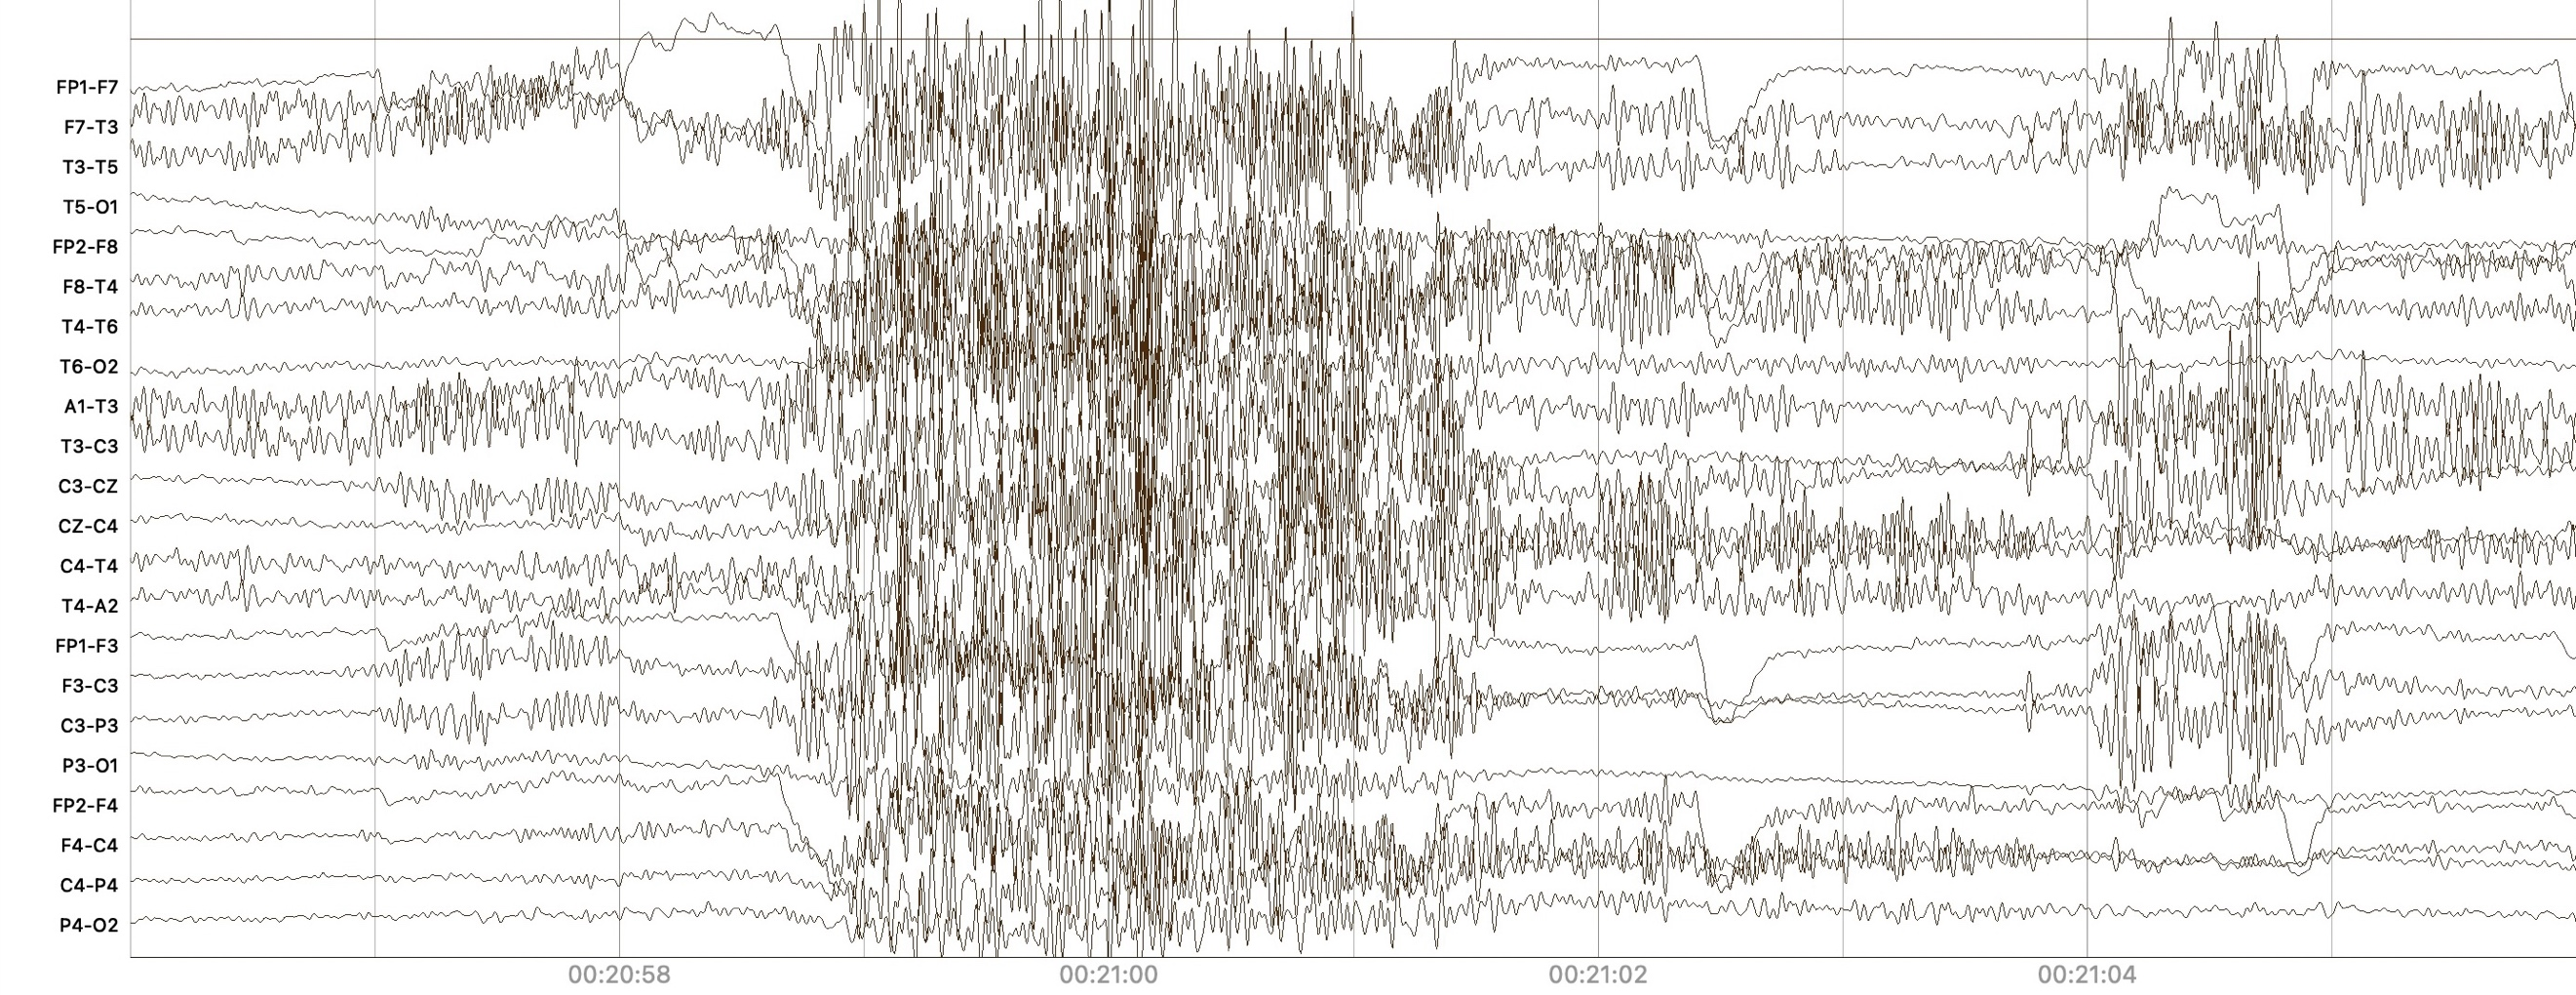 FP1-F7
F7-T3
T3-T5
T5-O1
FP2-F8
F8-T4
T4-T6
T6-O2
A1-T3
T3-C3
C3-CZ
CZ-C4
C4-T4
T4-A2
FP1-F3
F3-C3
C3-P3
P3-O1
FP2-F4
F4-C4
C4-P4
P4-O2
00:20:58 00:21:00 00:21:02 00:21:04